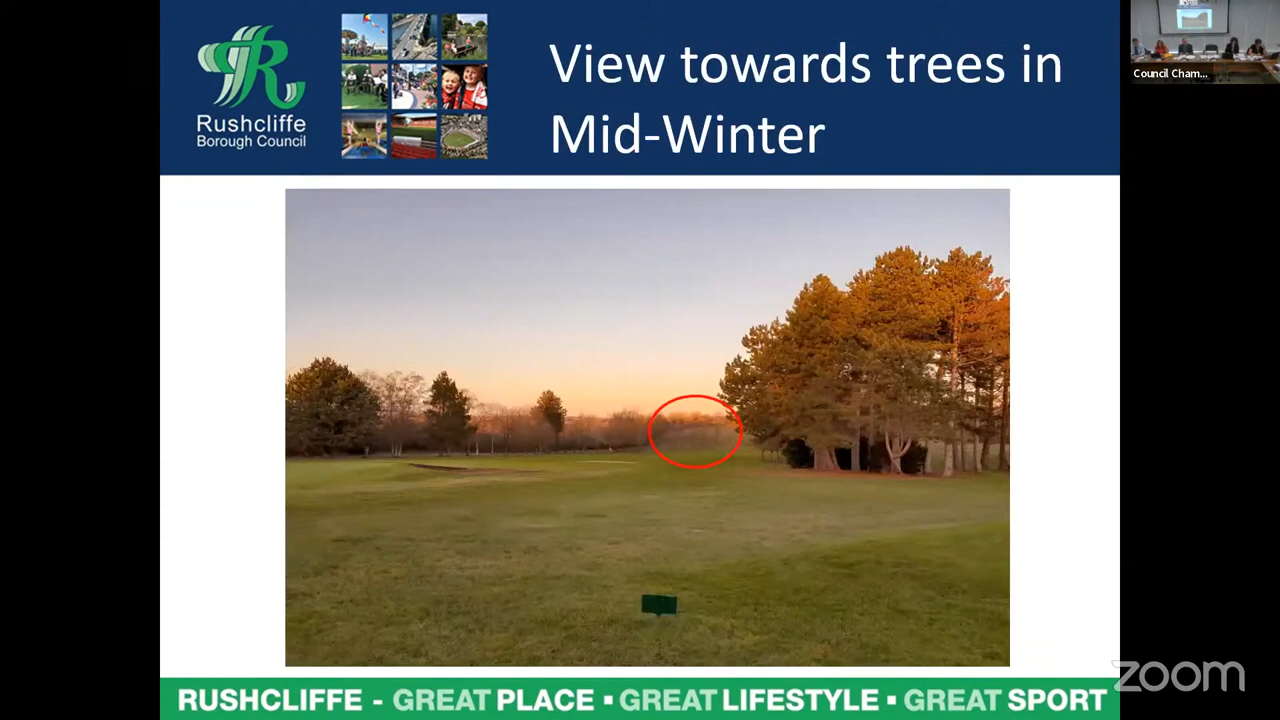 Rushcliffe
Borough Council
View towards trees in
Mid-Winter
Council Cham...
RUSHCLIFFE - GREAT PLACE ▪ GREAT LIFESTYLE ▪ GREAT SPORT
zoom